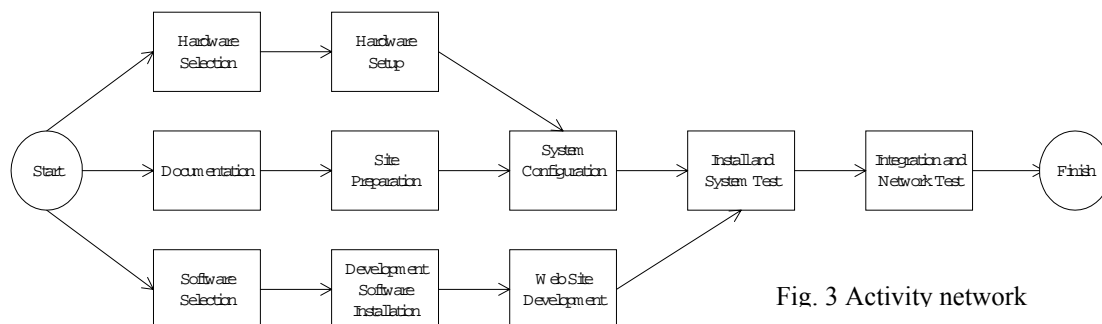 Hardware
Selection
Hardware
Setup
Start
Documentation
Site
Preparation
System
Configuration
Install and
System Test
Integration and
Network Test
Finish
Software
Selection
Development
Software
Installation
Web Site
Development
Fig. 3 Activity network